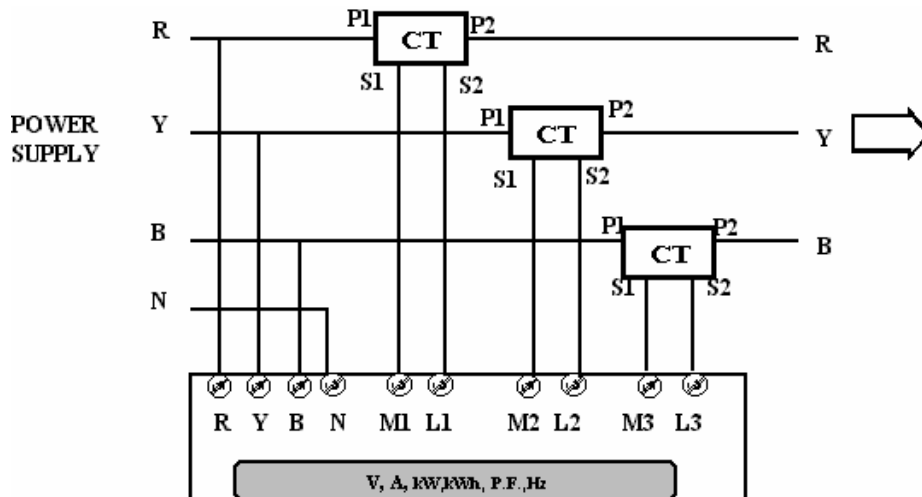 R P1 CT P2 R
S1 S2
POWER SUPPLY
Y P1 CT P2 Y
S1 S2
B P1 CT P2 B
S1 S2
N
R Y B N M1 L1 M2 L2 M3 L3
V, A, kW,kWh, P.F.,Hz